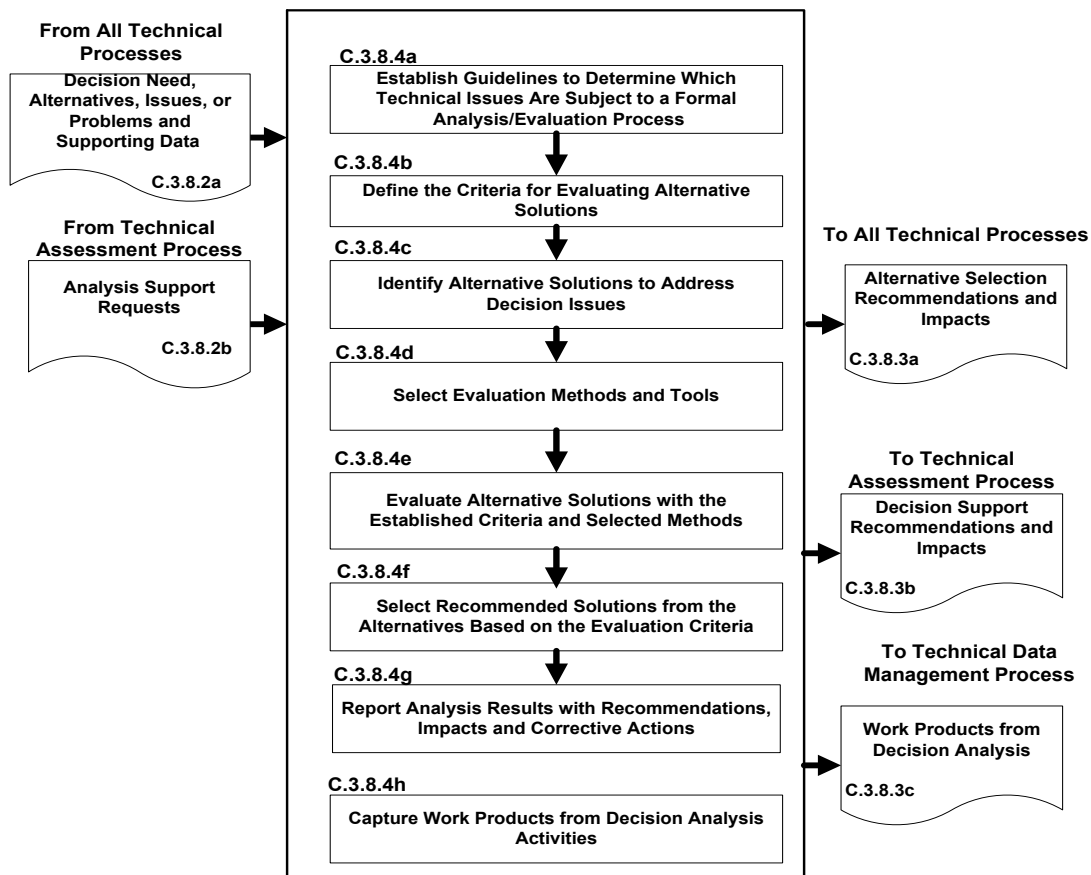 From All Technical
Processes
Decision Need,
Alternatives, Issues, or
Problems and
Supporting Data
C.3.8.2a
From Technical
Assessment Process
Analysis Support
Requests
C.3.8.2b
C.3.8.4a
Establish Guidelines to Determine Which
Technical Issues Are Subject to a Formal
Analysis/Evaluation Process
C.3.8.4b
Define the Criteria for Evaluating Alternative
Solutions
C.3.8.4c
Identify Alternative Solutions to Address
Decision Issues
C.3.8.4d
Select Evaluation Methods and Tools
C.3.8.4e
Evaluate Alternative Solutions with the
Established Criteria and Selected Methods
C.3.8.4f
Select Recommended Solutions from the
Alternatives Based on the Evaluation Criteria
C.3.8.4g
Report Analysis Results with Recommendations,
Impacts and Corrective Actions
C.3.8.4h
Capture Work Products from Decision Analysis
Activities
To All Technical Processes
Alternative Selection
Recommendations and
Impacts
C.3.8.3a
To Technical
Assessment Process
Decision Support
Recommendations and
Impacts
C.3.8.3b
To Technical Data
Management Process
Work Products from
Decision Analysis
C.3.8.3c